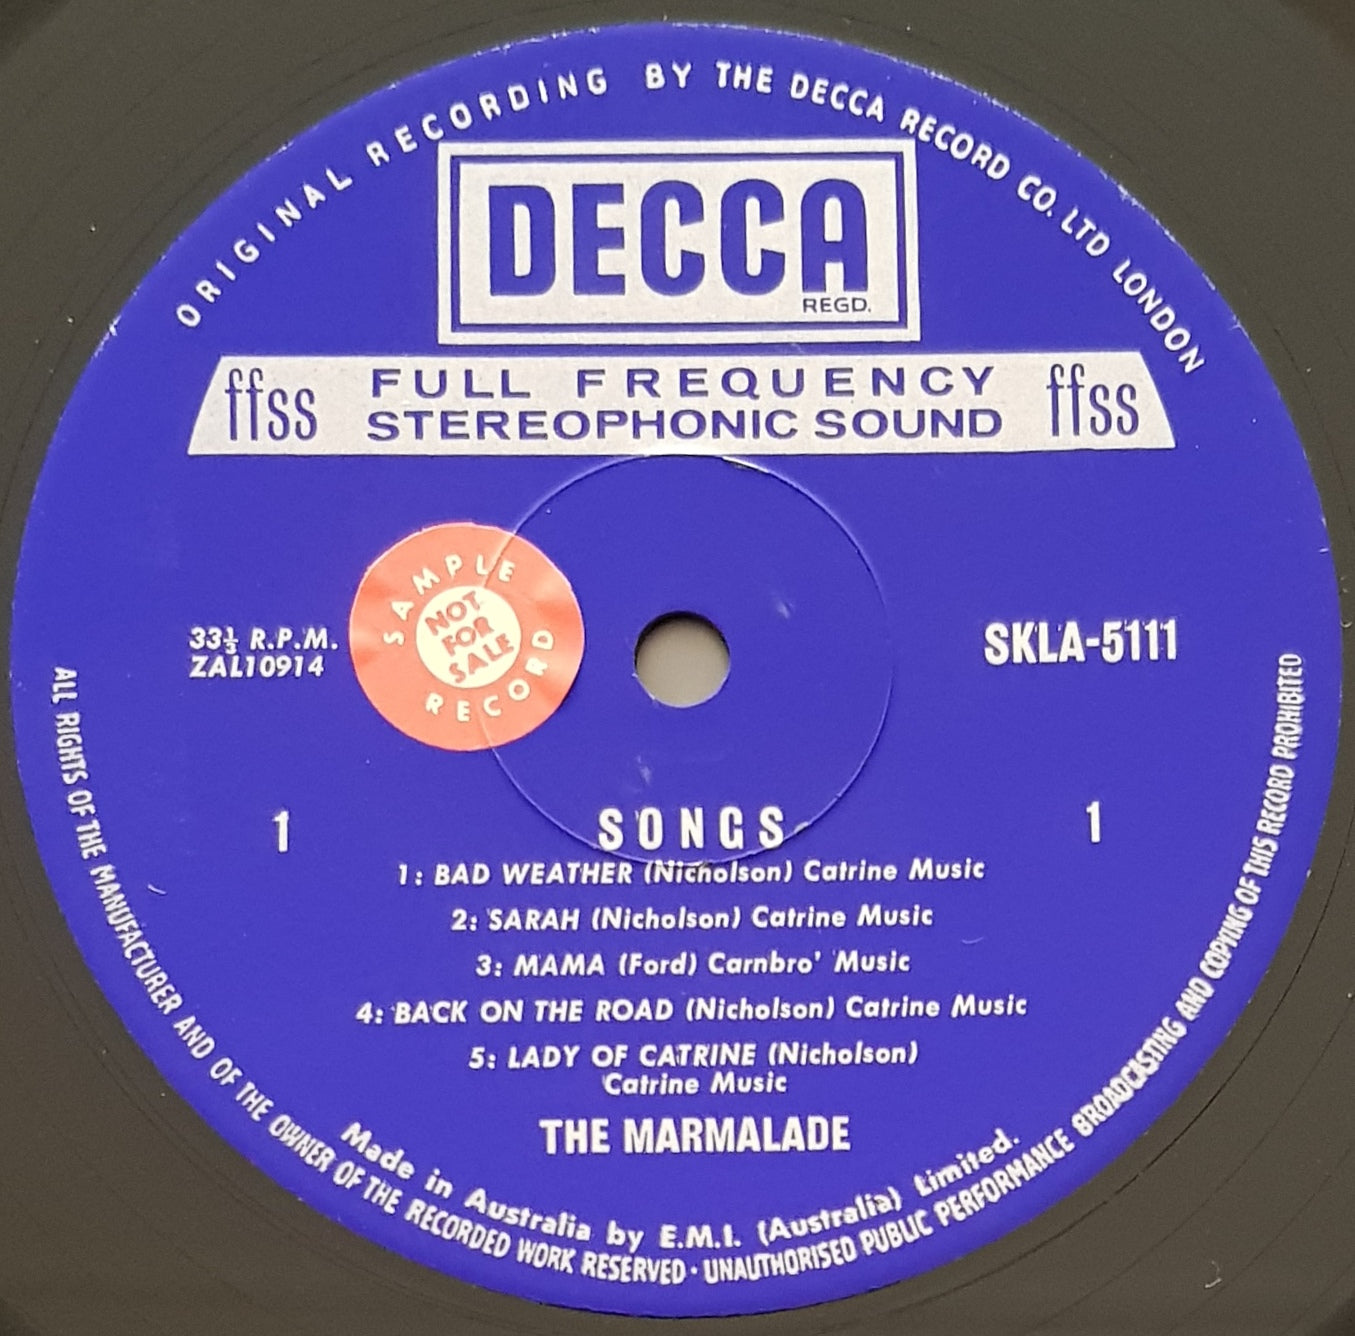 ORIGINAL RECORDING BY THE DECCA RECORD CO. LTD LONDON
DECCA
REGD.
ffss FULL FREQUENCY ffss
STEREOPHONIC SOUND
SAMPLE RECORD
NOT
FOR
SALE
33⅓ R.P.M.
ZAL10914
SKLA-5111
1
1
SONGS
1: BAD WEATHER (Nicholson) Catrine Music
2: SARAH (Nicholson) Catrine Music
3: MAMA (Ford) Carnbro' Music
4: BACK ON THE ROAD (Nicholson) Catrine Music
5: LADY OF CATRINE (Nicholson)
Catrine Music
THE MARMALADE
Made in Australia by E.M.I. (Australia) Limited.
ALL RIGHTS OF THE MANUFACTURER AND OF THE OWNER OF THE RECORDED WORK RESERVED · UNAUTHORISED PUBLIC PERFORMANCE BROADCASTING AND COPYING OF THIS RECORD PROHIBITED